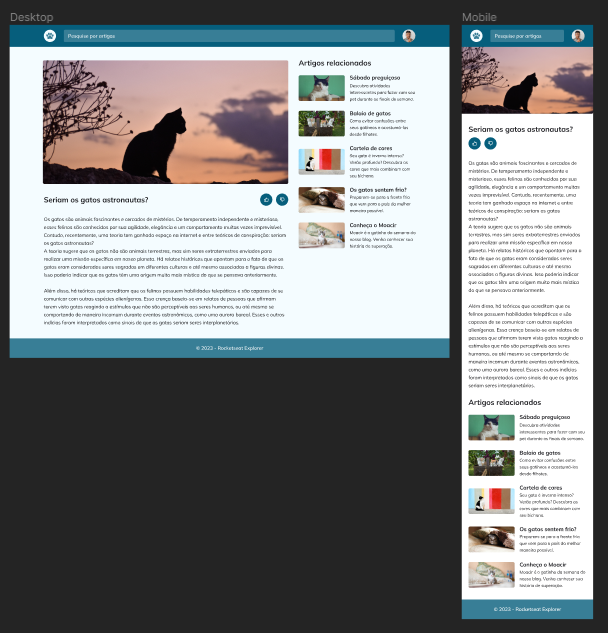 Desktop
Pesquise por artigos
Seriam os gatos astronautas?
Os gatos são animais fascinantes e cercados de mistérios. De temperamento independente e misterioso,
esses felinos são conhecidos por sua agilidade, elegância e um comportamento muitas vezes imprevisível.
Contudo, recentemente, uma teoria tem ganhado espaço na internet e entre teóricos de conspiração: seriam
os gatos astronautas?
A teoria sugere que os gatos não são animais terrestres, mas sim seres extraterrestres enviados para
realizar uma missão específica em nosso planeta. Há relatos históricos que apontam para o fato de que os
gatos eram considerados seres sagrados em diferentes culturas e até mesmo associados a figuras divinas.
Isso poderia indicar que os gatos têm uma origem muito mais mística do que se pensava anteriormente.
Além disso, há teóricos que acreditam que os felinos possuem habilidades telepáticas e são capazes de se
comunicar com outras espécies alienígenas. Essa crença baseia-se em relatos de pessoas que afirmam
terem visto gatos reagindo a estímulos que não são perceptíveis aos seres humanos, ou até mesmo se
comportando de maneira incomum durante eventos astronômicos, como uma aurora boreal. Esses e outros
indícios foram interpretados como sinais de que os gatos seriam seres interplanetários.
Artigos relacionados
Sábado preguiçoso
Descubra atividades
interessantes para fazer com seu
pet durante os finais de semana.
Balaio de gatos
Como evitar confusões entre
seus gatíneos e acostumá-los
desde filhotes.
Cartela de cores
Seu gato é inverno intenso?
Verão profundo? Descubra as
cores que mais combinam com
seu bichano.
Os gatos sentem frio?
Preparem-se para a frente fria
que vem para o país da melhor
maneira possível.
Conheça o Moacir
Moacir é o gatinho da semana do
nosso blog. Venha conhecer sua
história de superação.
© 2023 - Rocketseat Explorer
Mobile
Pesquise por artigos
Seriam os gatos astronautas?
Os gatos são animais fascinantes e cercados de
mistérios. De temperamento independente e
misterioso, esses felinos são conhecidos por sua
agilidade, elegância e um comportamento muitas
vezes imprevisível. Contudo, recentemente, uma
teoria tem ganhado espaço na internet e entre
teóricos de conspiração: seriam os gatos
astronautas?
A teoria sugere que os gatos não são animais
terrestres, mas sim seres extraterrestres enviados
para realizar uma missão específica em nosso
planeta. Há relatos históricos que apontam para o
fato de que os gatos eram considerados seres
sagrados em diferentes culturas e até mesmo
associados a figuras divinas. Isso poderia indicar
que os gatos têm uma origem muito mais mística
do que se pensava anteriormente.
Além disso, há teóricos que acreditam que os
felinos possuem habilidades telepáticas e são
capazes de se comunicar com outras espécies
alienígenas. Essa crença baseia-se em relatos de
pessoas que afirmam terem visto gatos reagindo a
estímulos que não são perceptíveis aos seres
humanos, ou até mesmo se comportando de
maneira incomum durante eventos astronômicos,
como uma aurora boreal. Esses e outros indícios
foram interpretados como sinais de que os gatos
seriam seres interplanetários.
Artigos relacionados
Sábado preguiçoso
Descubra atividades
interessantes para fazer com seu
pet durante os finais de semana.
Balaio de gatos
Como evitar confusões entre
seus gatíneos e acostumá-los
desde filhotes.
Cartela de cores
Seu gato é inverno intenso?
Verão profundo? Descubra as
cores que mais combinam com
seu bichano.
Os gatos sentem frio?
Preparem-se para a frente fria
que vem para o país da melhor
maneira possível.
Conheça o Moacir
Moacir é o gatinho da semana do
nosso blog. Venha conhecer sua
história de superação.
© 2023 - Rocketseat Explorer